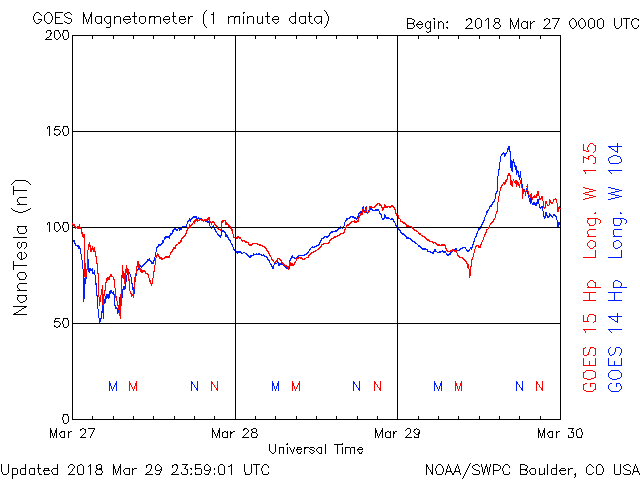 GOES Magnetometer (1 minute data)
Begin: 2018 Mar 27 0000 UTC
200
150
100
50
0
NanoTesla (nT)
M M N N M M N N M M N N
Mar 27 Mar 28 Mar 29 Mar 30
Universal Time
GOES 15 Hp Long. W 135
GOES 14 Hp Long. W 104
Updated 2018 Mar 29 23:59:01 UTC
NOAA/SWPC Boulder, CO USA